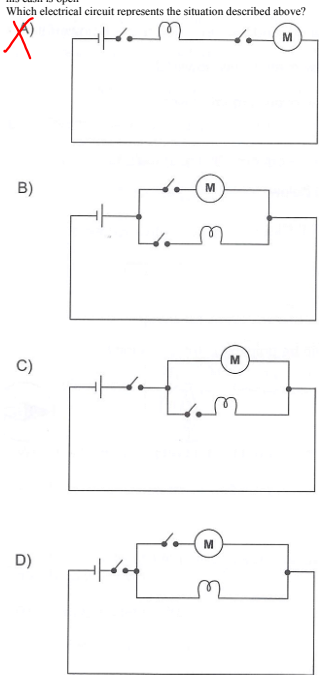 Which electrical circuit represents the situation described above?
A)
M
B)
M
C)
M
D)
M